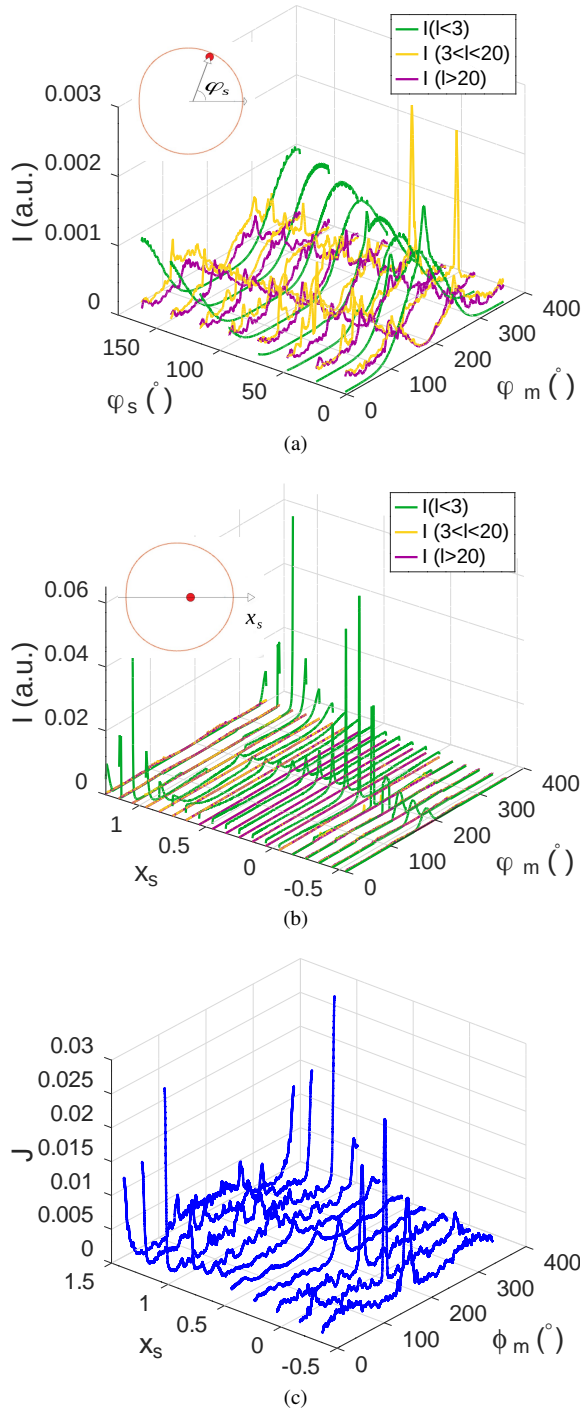 I(l<3)
I (3<l<20)
I (l>20)
φs
0.003
0.002
0.001
0
I (a.u.)
150
100
50
0
φs (°)
0
100
200
300
400
φ m (°)
(a)
I(l<3)
I (3<l<20)
I (l>20)
xs
0.06
0.04
0.02
0
I (a.u.)
1
0.5
0
-0.5
xs
0
100
200
300
400
φ m (°)
(b)
0.03
0.025
0.02
0.015
0.01
0.005
0
J
1.5
1
0.5
0
-0.5
xs
0
100
200
300
400
ϕm(°)
(c)